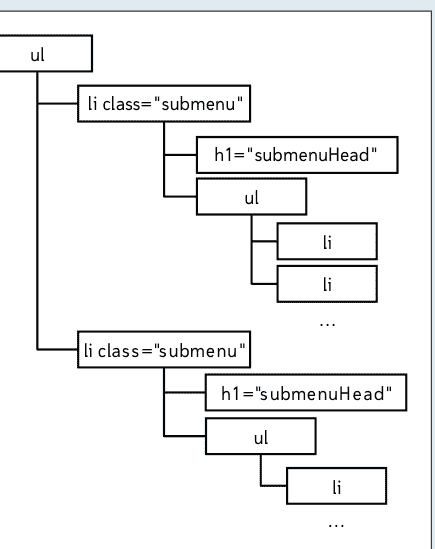 ul
li class="submenu"
h1="submenuHead"
ul
li
li
...
li class="submenu"
h1="submenuHead"
ul
li
...